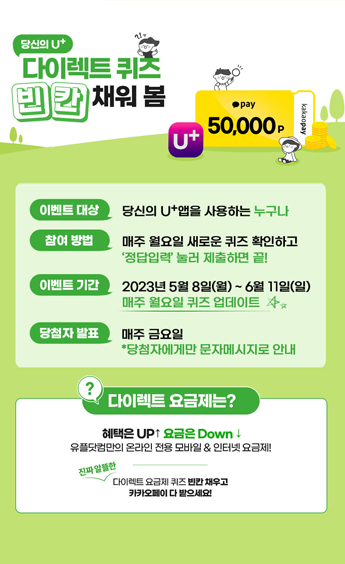 당신의 U+
다이렉트 퀴즈
빈칸 채워 봄
pay
50,000P
kakaopay
U+
이벤트 대상 당신의 U+앱을 사용하는 누구나
참여 방법 매주 월요일 새로운 퀴즈 확인하고
'정답입력' 눌러 제출하면 끝!
이벤트 기간 2023년 5월 8일(월) ~ 6월 11일(일)
매주 월요일 퀴즈 업데이트
당첨자 발표 매주 금요일
*당첨자에게만 문자메시지로 안내
?
다이렉트 요금제는?
혜택은 UP↑ 요금은 Down ↓
유플닷컴만의 온라인 전용 모바일 & 인터넷 요금제!
진짜 알뜰한
다이렉트 요금제 퀴즈 빈칸 채우고
카카오페이 다 받으세요!